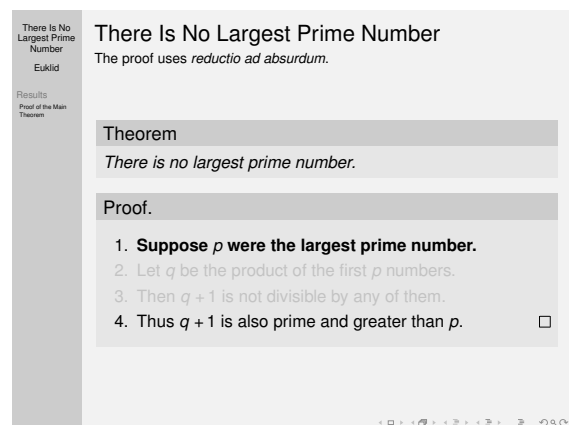 There Is No
Largest Prime
Number
Euklid
Results
Proof of the Main
Theorem
There Is No Largest Prime Number
The proof uses reductio ad absurdum.
Theorem
There is no largest prime number.
Proof.
1. Suppose p were the largest prime number.
2. Let q be the product of the first p numbers.
3. Then q + 1 is not divisible by any of them.
4. Thus q + 1 is also prime and greater than p. □